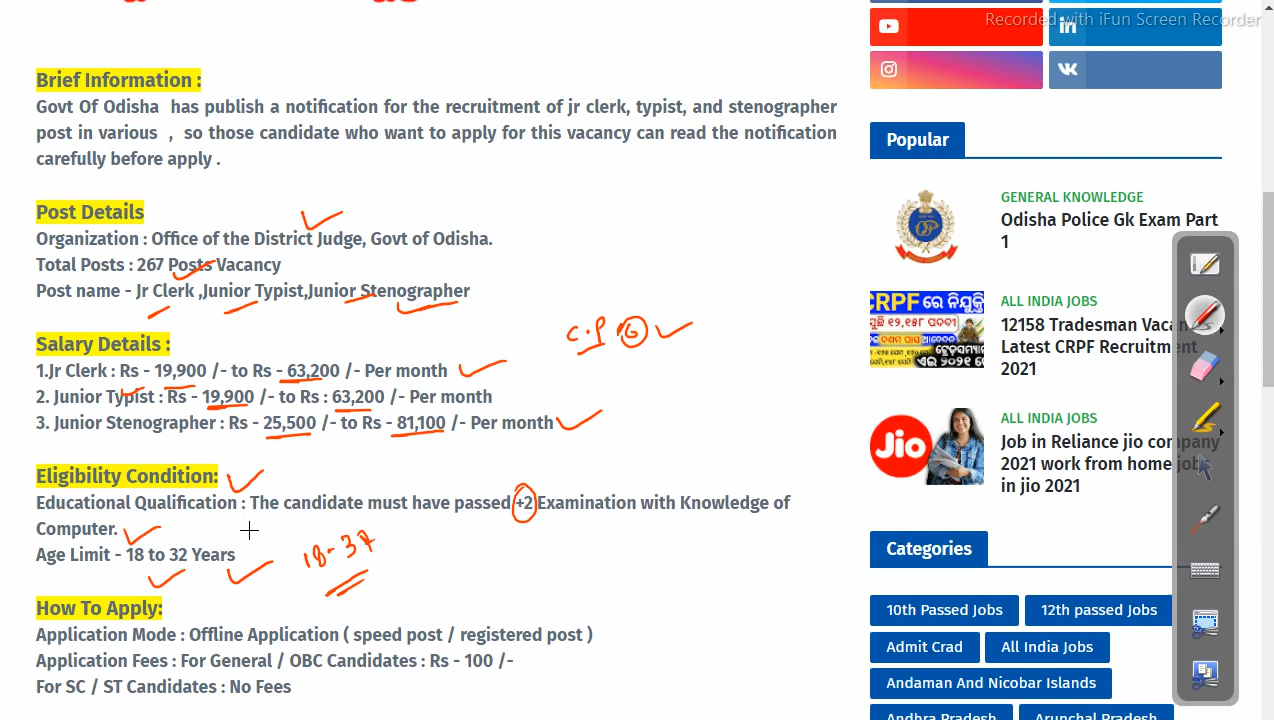 Recorded with iFun Screen Recorder
Brief Information :
Govt Of Odisha has publish a notification for the recruitment of jr clerk, typist, and stenographer
post in various , so those candidate who want to apply for this vacancy can read the notification
carefully before apply .
Post Details
Organization : Office of the District Judge, Govt of Odisha.
Total Posts : 267 Posts Vacancy
Post name - Jr Clerk ,Junior Typist,Junior Stenographer
Salary Details :
1.Jr Clerk : Rs - 19,900 /- to Rs - 63,200 /- Per month
2. Junior Typist : Rs - 19,900 /- to Rs : 63,200 /- Per month
3. Junior Stenographer : Rs - 25,500 /- to Rs - 81,100 /- Per month
Eligibility Condition:
Educational Qualification : The candidate must have passed +2 Examination with Knowledge of
Computer.
Age Limit - 18 to 32 Years
18-37
How To Apply:
Application Mode : Offline Application ( speed post / registered post )
Application Fees : For General / OBC Candidates : Rs - 100 /-
For SC / ST Candidates : No Fees
Popular
GENERAL KNOWLEDGE
Odisha Police Gk Exam Part
1
ALL INDIA JOBS
12158 Tradesman
Latest CRPF Recruitment
2021
CRPF ରେ ନିଯୁକ୍ତି
ALL INDIA JOBS
Job in Reliance jio company
2021 work from home job
in jio 2021
Jio
Categories
10th Passed Jobs
12th passed Jobs
Admit Crad
All India Jobs
Andaman And Nicobar Islands
Andhra Pradesh
Arunchal Pradesh